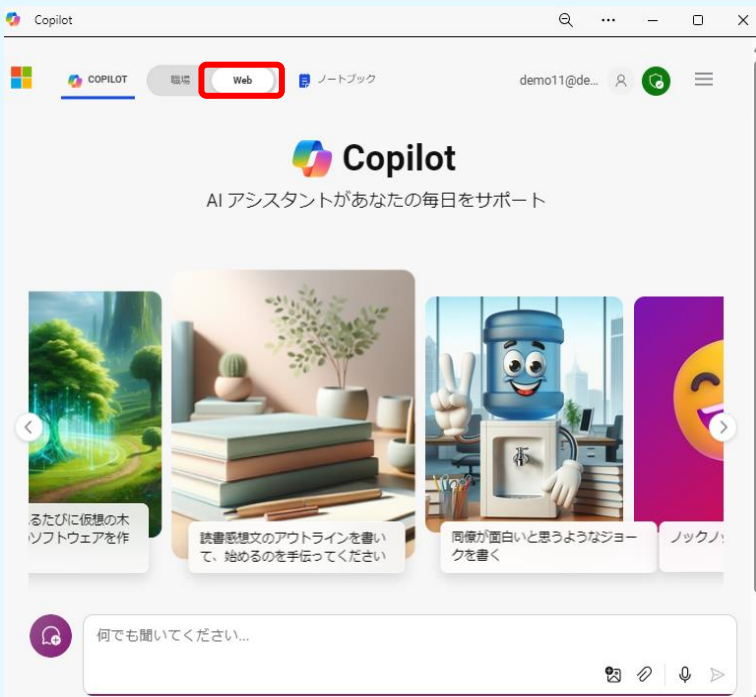 Copilot
COPILOT
職場
Web
ノートブック
demo11@de...
Copilot
AI アシスタントがあなたの毎日をサポート
るたびに仮想の木
ソフトウェアを作
読書感想文のアウトラインを書い
て、始めるのを手伝ってください
同僚が面白いと思うようなジョー
クを書く
ノックノッ
何でも聞いてください...